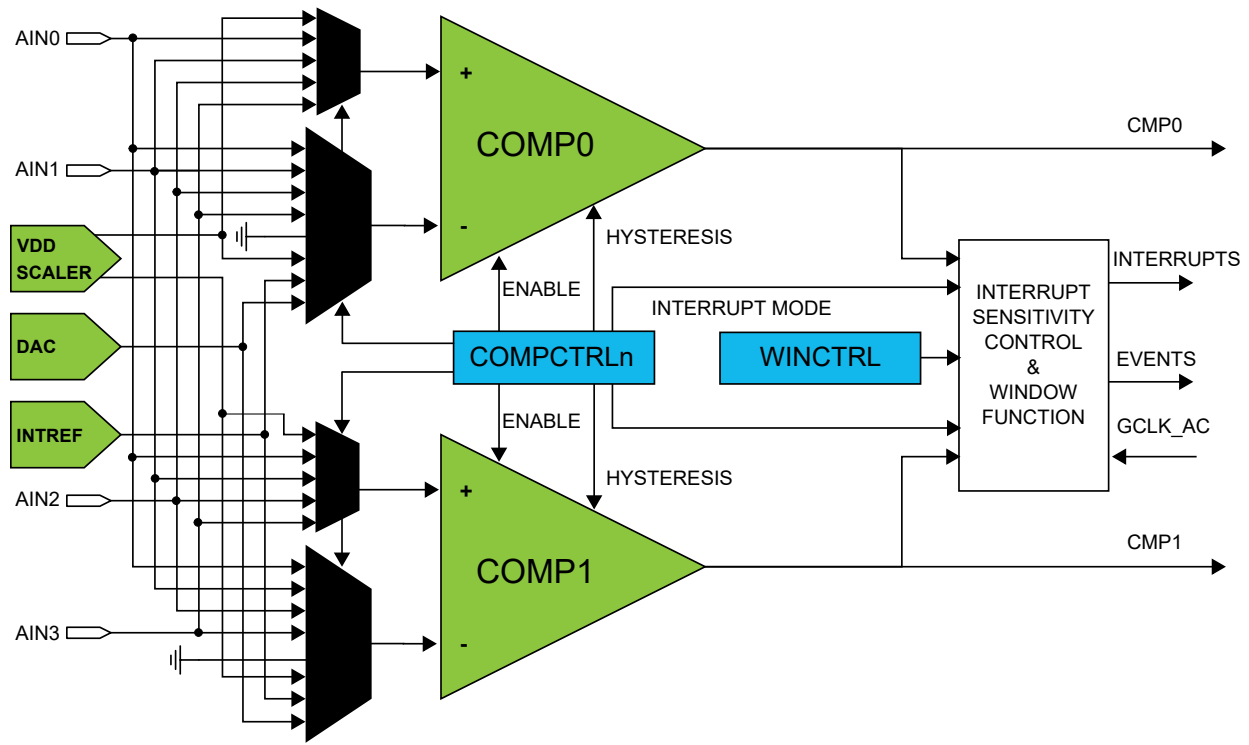 AIN0
+
COMP0
CMP0
AIN1
-
VDD
SCALER
HYSTERESIS
ENABLE
INTERRUPTS
INTERRUPT MODE
INTERRUPT
SENSITIVITY
CONTROL
&
WINDOW
FUNCTION
DAC
COMPCTRLn
WINCTRL
EVENTS
ENABLE
GCLK_AC
INTREF
HYSTERESIS
AIN2
+
COMP1
CMP1
AIN3
-